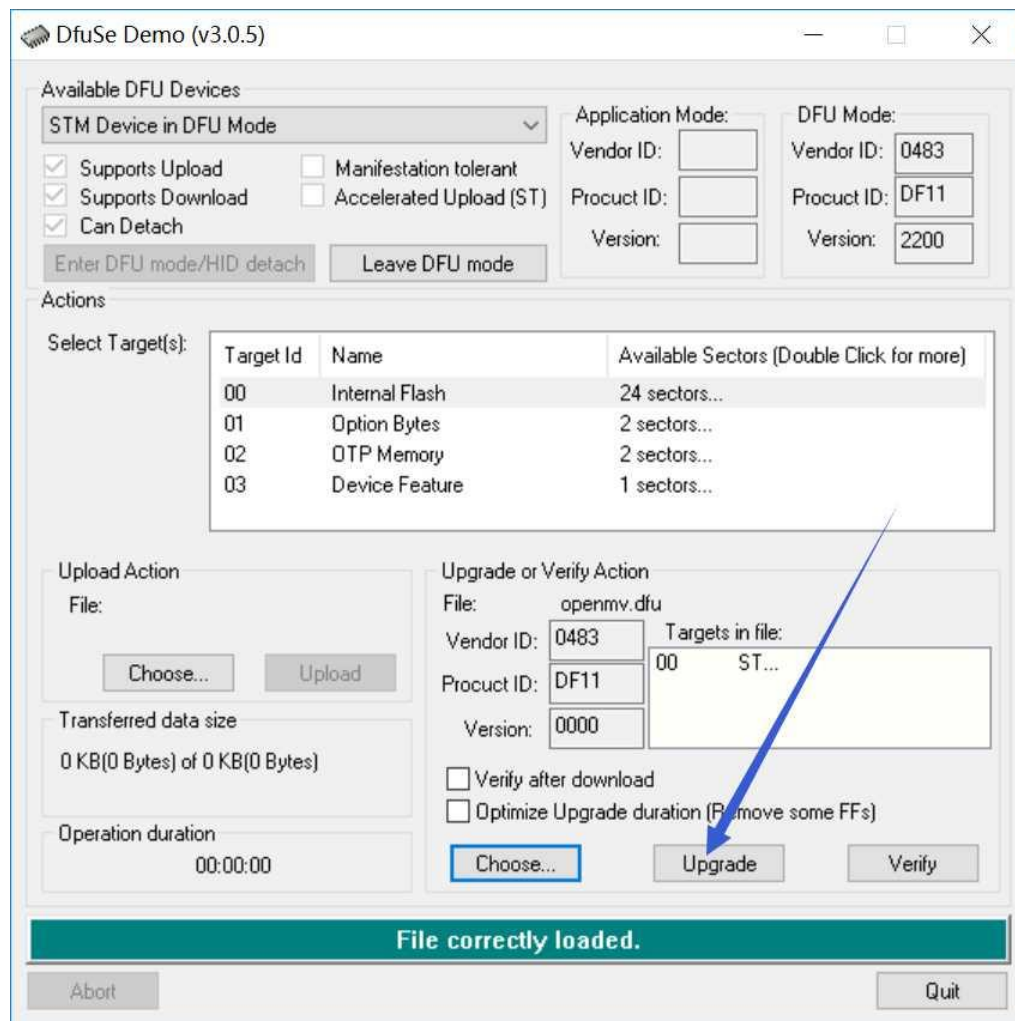 DfuSe Demo (v3.0.5)
Available DFU Devices
STM Device in DFU Mode
Supports Upload
Manifestation tolerant
Supports Download
Accelerated Upload (ST)
Can Detach
Enter DFU mode/HID detach
Leave DFU mode
Application Mode:
Vendor ID:
Procuct ID:
Version:
DFU Mode:
Vendor ID: 0483
Procuct ID: DF11
Version: 2200
Actions
Select Target(s):
Target Id Name Available Sectors (Double Click for more)
00 Internal Flash 24 sectors...
01 Option Bytes 2 sectors...
02 OTP Memory 2 sectors...
03 Device Feature 1 sectors...
Upload Action
File:
Choose... Upload
Transferred data size
0 KB(0 Bytes) of 0 KB(0 Bytes)
Operation duration
00:00:00
Upgrade or Verify Action
File: openmv.dfu
Vendor ID: 0483
Procuct ID: DF11
Version: 0000
Targets in file:
00 ST...
Verify after download
Optimize Upgrade duration (Remove some FFs)
Choose... Upgrade Verify
File correctly loaded.
Abort Quit